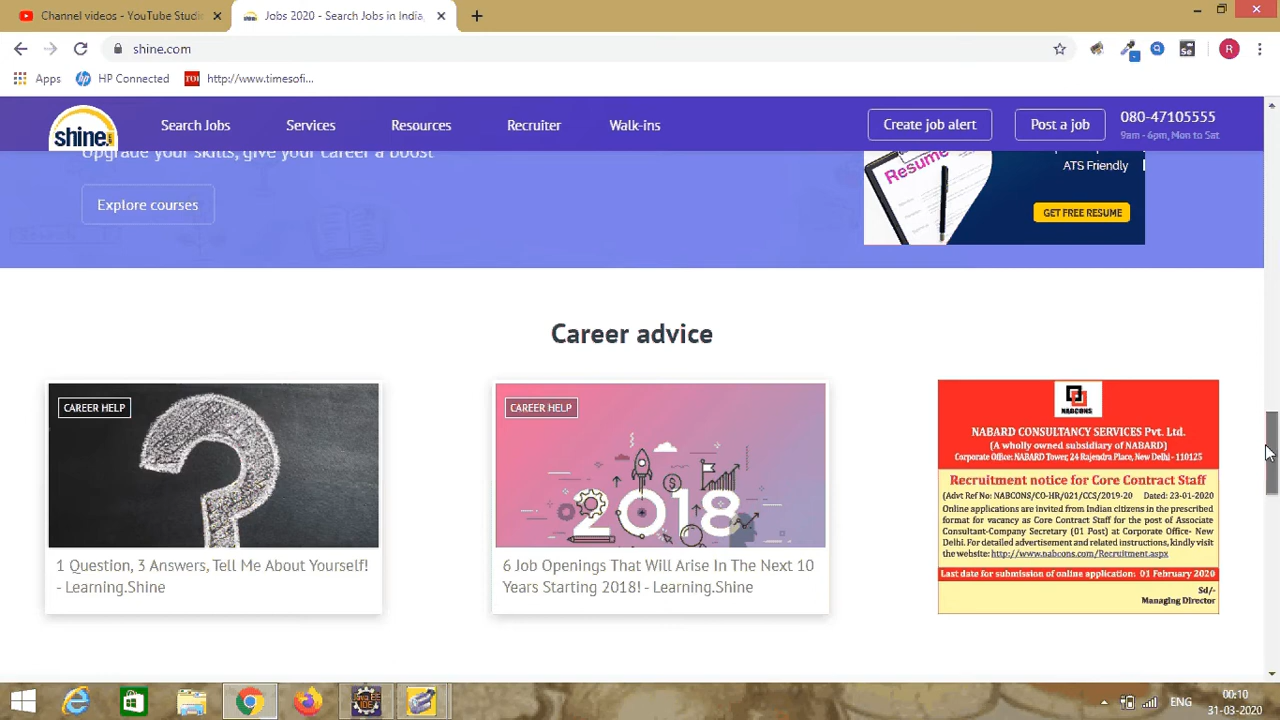 Channel videos - YouTube Studi
Jobs 2020 - Search Jobs in India,
shine.com
R
Apps
HP Connected
TOI
http://www.timesofi...
shine.com
Search Jobs
Services
Resources
Recruiter
Walk-ins
Create job alert
Post a job
080-47105555
9am - 6pm, Mon to Sat
Upgrade your skills, give your career a boost
Explore courses
Resume
ATS Friendly
GET FREE RESUME
Career advice
CAREER HELP
1 Question, 3 Answers, Tell Me About Yourself!
- Learning.Shine
CAREER HELP
2018
6 Job Openings That Will Arise In The Next 10
Years Starting 2018! - Learning.Shine
NABCONS
NABARD CONSULTANCY SERVICES Pvt. Ltd.
(A wholly owned subsidiary of NABARD)
Corporate Office: NABARD Tower, 24 Rajendra Place, New Delhi - 110125
Recruitment notice for Core Contract Staff
(Advt Ref No: NABCONS/CO-HR/021/CCS/2019-20 Dated: 23-01-2020
Online applications are invited from Indian citizens in the prescribed
format for vacancy as Core Contract Staff for the post of Associate
Consultant-Company Secretary (01 Post) at Corporate Office- New
Delhi. For detailed advertisement and related instructions, kindly visit
the website: http://www.nabcons.com/Recruitment.aspx
Last date for submission of online application: 01 February 2020
Sd/-
Managing Director
ENG
00:10
31-03-2020